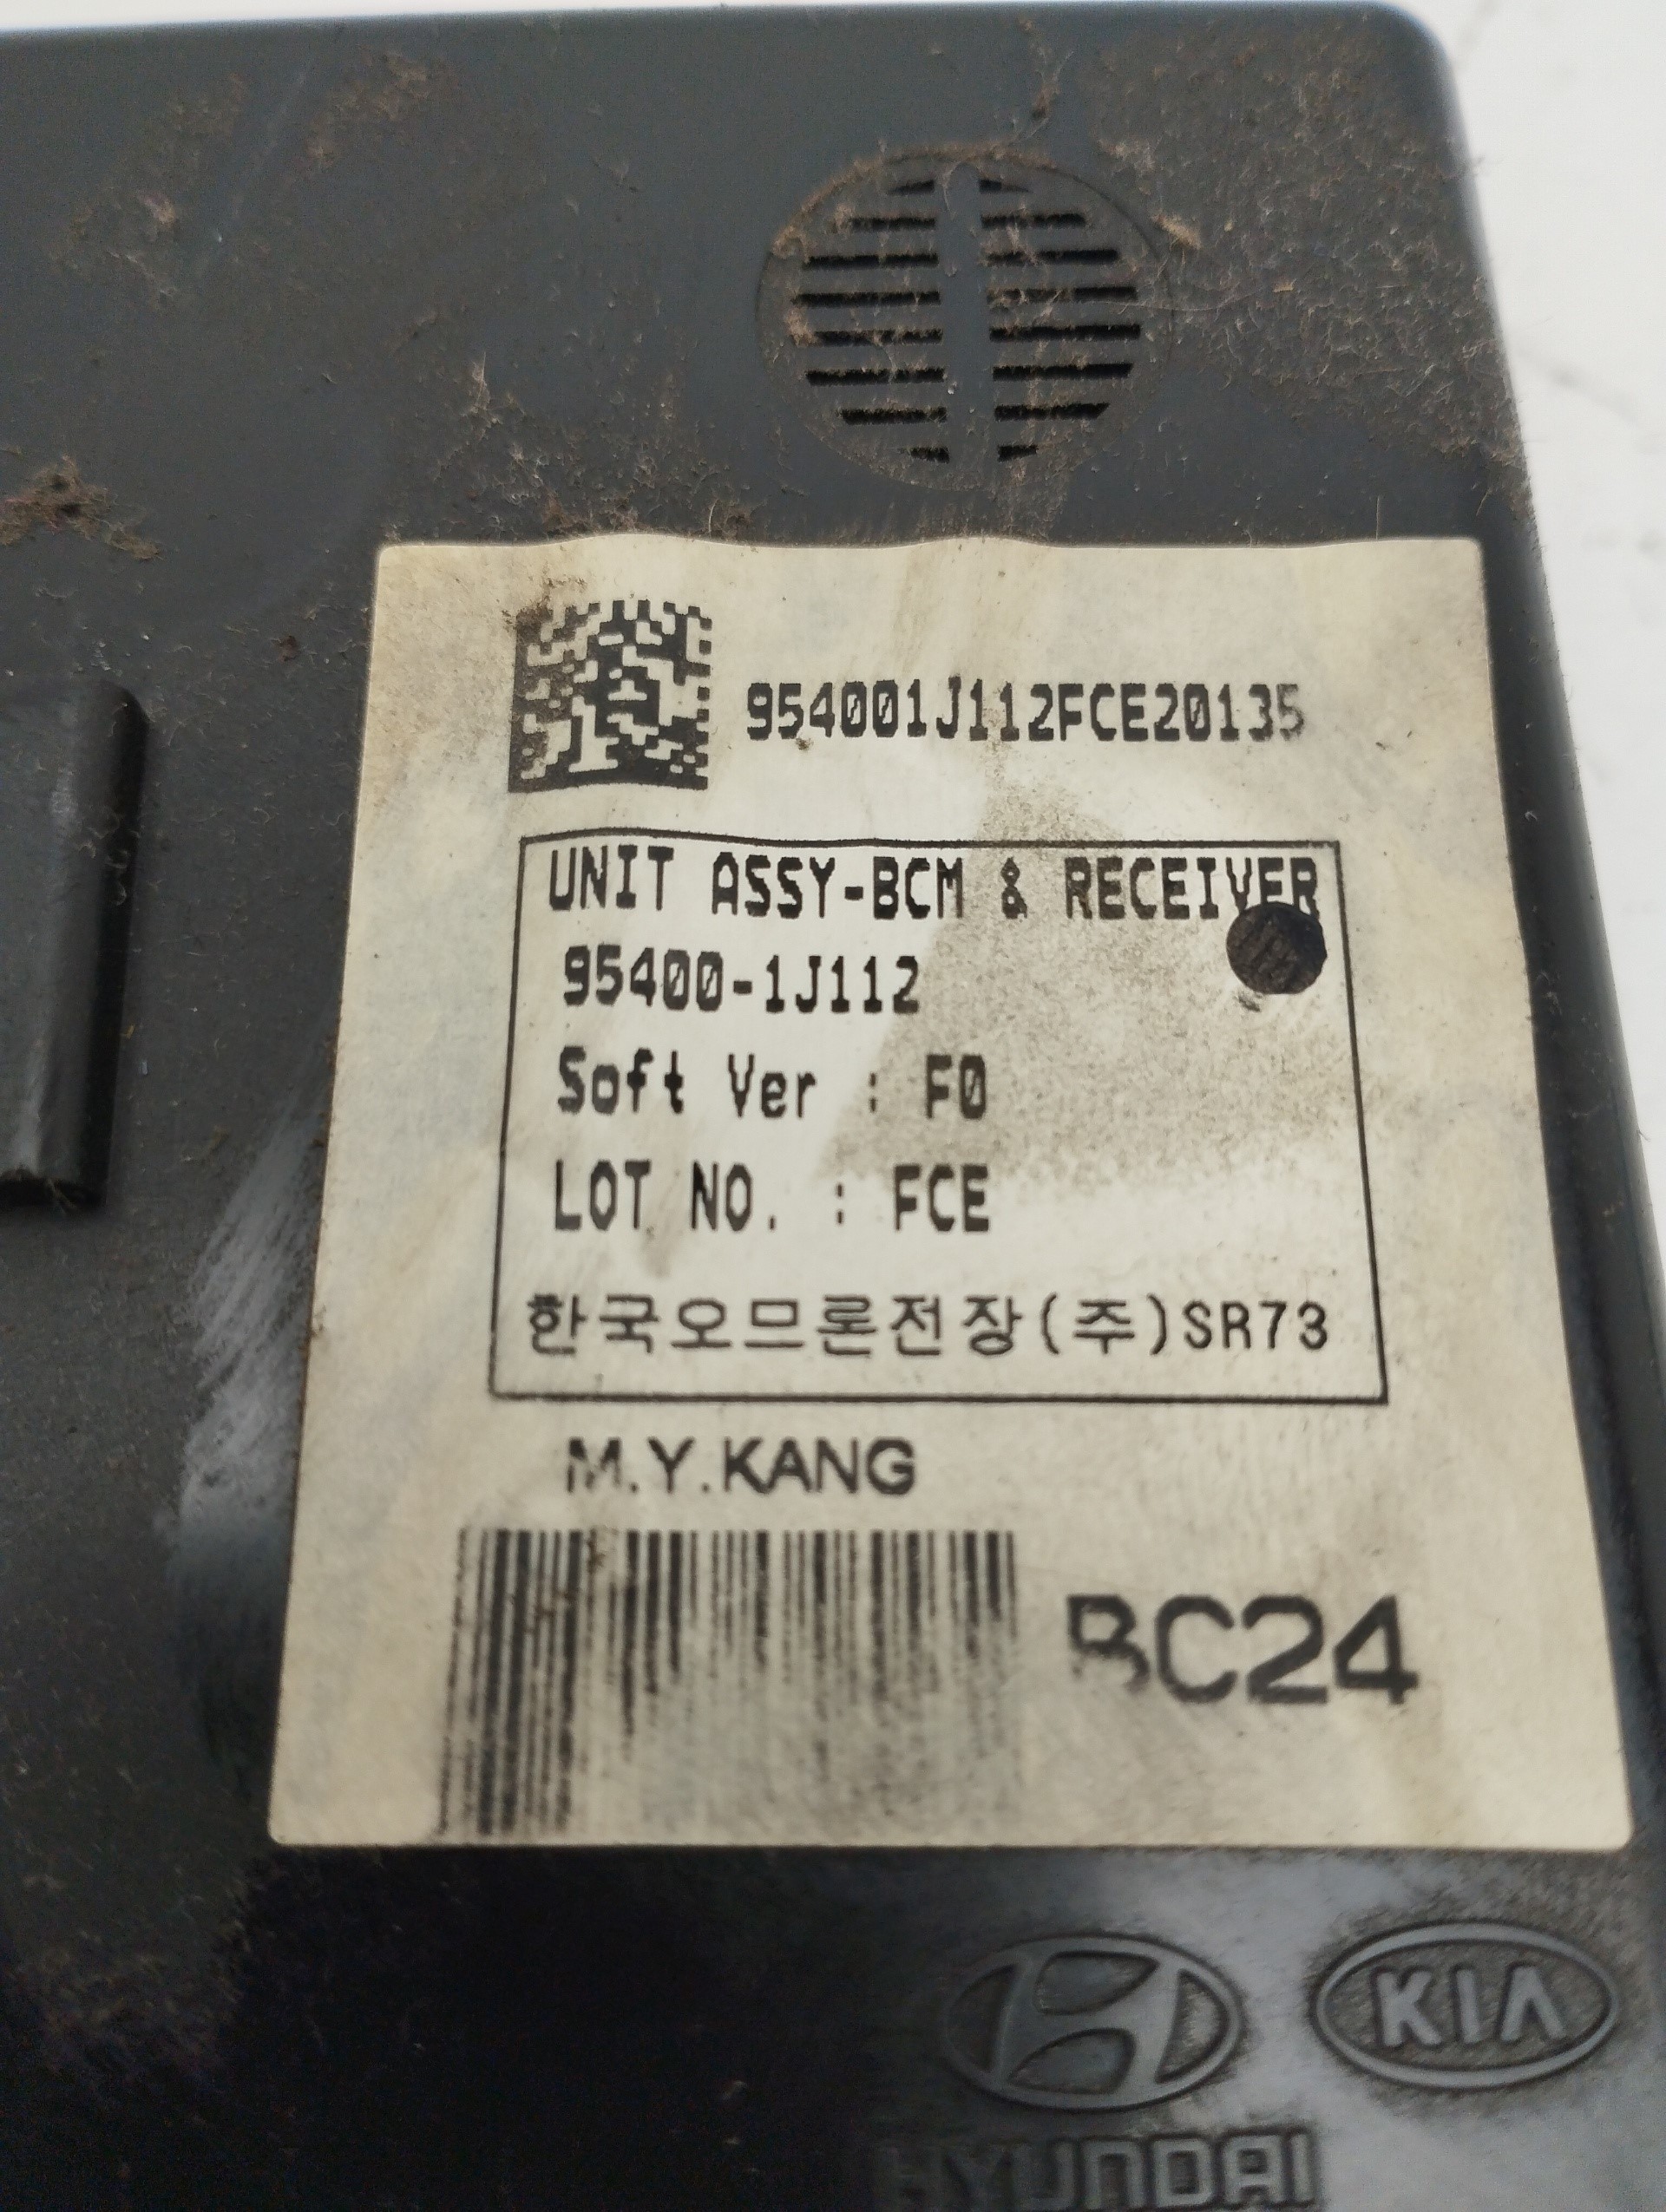 954001J112FCE20135
UNIT ASSY-BCM & RECEIVER
95400-1J112
Soft Ver : F0
LOT NO. : FCE
한국오므론전장(주)SR73
M.Y.KANG
BC24
KIA
HYUNDAI